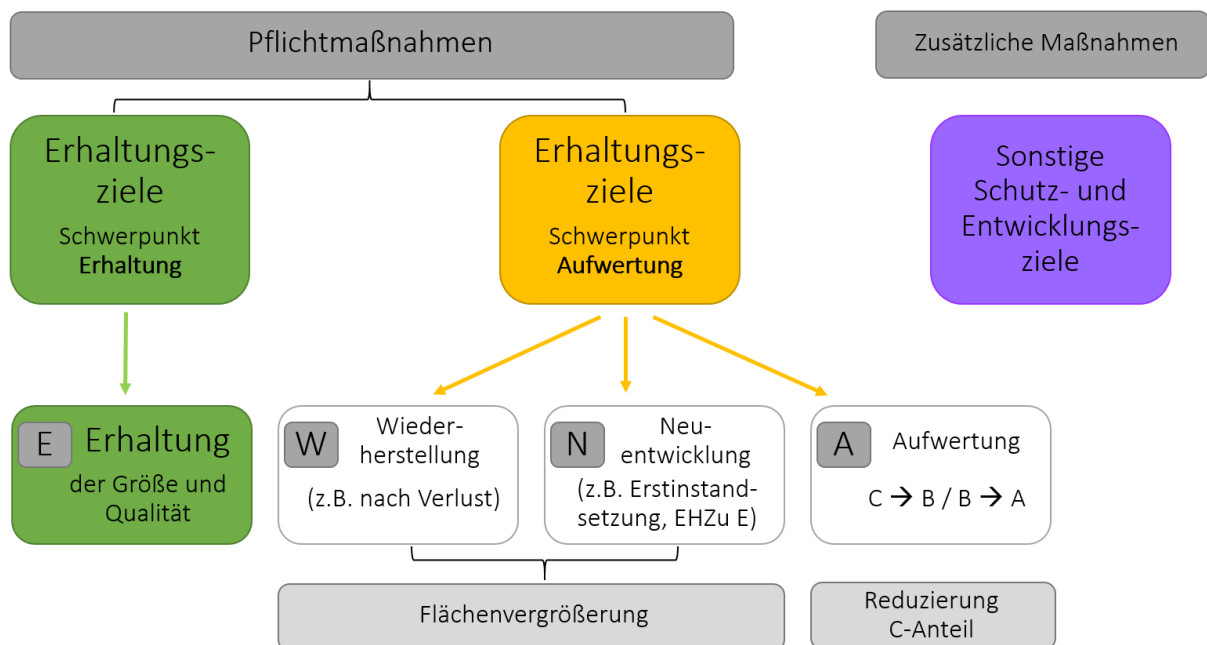 Pflichtmaßnahmen
Zusätzliche Maßnahmen
Erhaltungs-
ziele
Schwerpunkt
Erhaltung
Erhaltungs-
ziele
Schwerpunkt
Aufwertung
Sonstige
Schutz- und
Entwicklungs-
ziele
E
Erhaltung
der Größe und
Qualität
W
Wieder-
herstellung
(z.B. nach Verlust)
N
Neu-
entwicklung
(z.B. Erstinstand-
setzung, EHZu E)
A
Aufwertung
C → B / B → A
Flächenvergrößerung
Reduzierung
C-Anteil